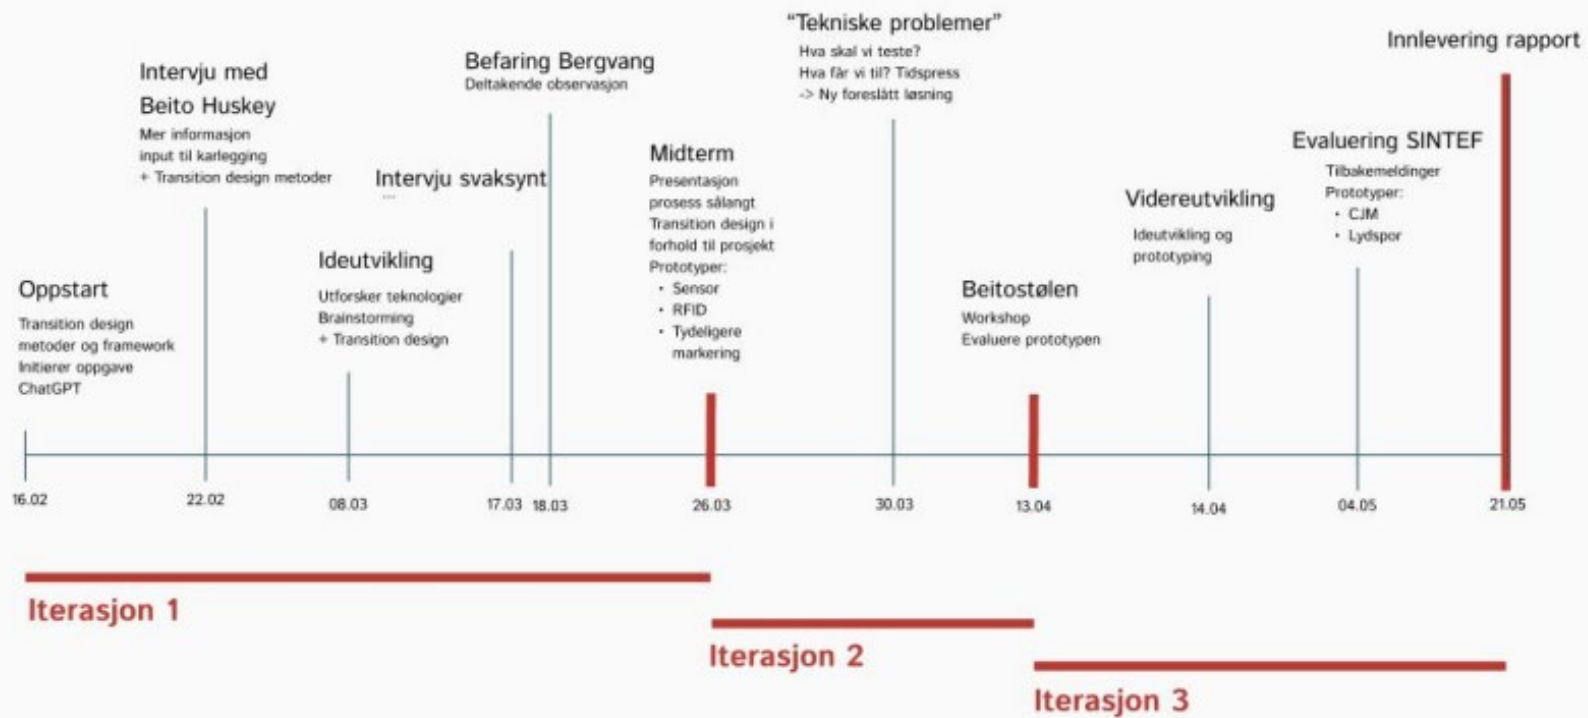 Oppstart
Transition design
metoder og framework
Initierer oppgave
ChatGPT
Intervju med
Beito Huskey
Mer informasjon
input til karlegging
+ Transition design metoder
Ideutvikling
Utforsker teknologier
Brainstorming
+ Transition design
Intervju svaksynt
...
Befaring Bergvang
Deltakende observasjon
Midterm
Presentasjon
prosess sålangt
Transition design i
forhold til prosjekt
Prototyper:
• Sensor
• RFID
• Tydeligere
markering
"Tekniske problemer"
Hva skal vi teste?
Hva får vi til? Tidspress
-> Ny foreslått løsning
Beitostølen
Workshop
Evaluere prototypen
Videreutvikling
Ideutvikling og
prototyping
Evaluering SINTEF
Tilbakemeldinger
Prototyper:
• CJM
• Lydspor
Innlevering rapport
16.02
22.02
08.03
17.03
18.03
26.03
30.03
13.04
14.04
04.05
21.05
Iterasjon 1
Iterasjon 2
Iterasjon 3